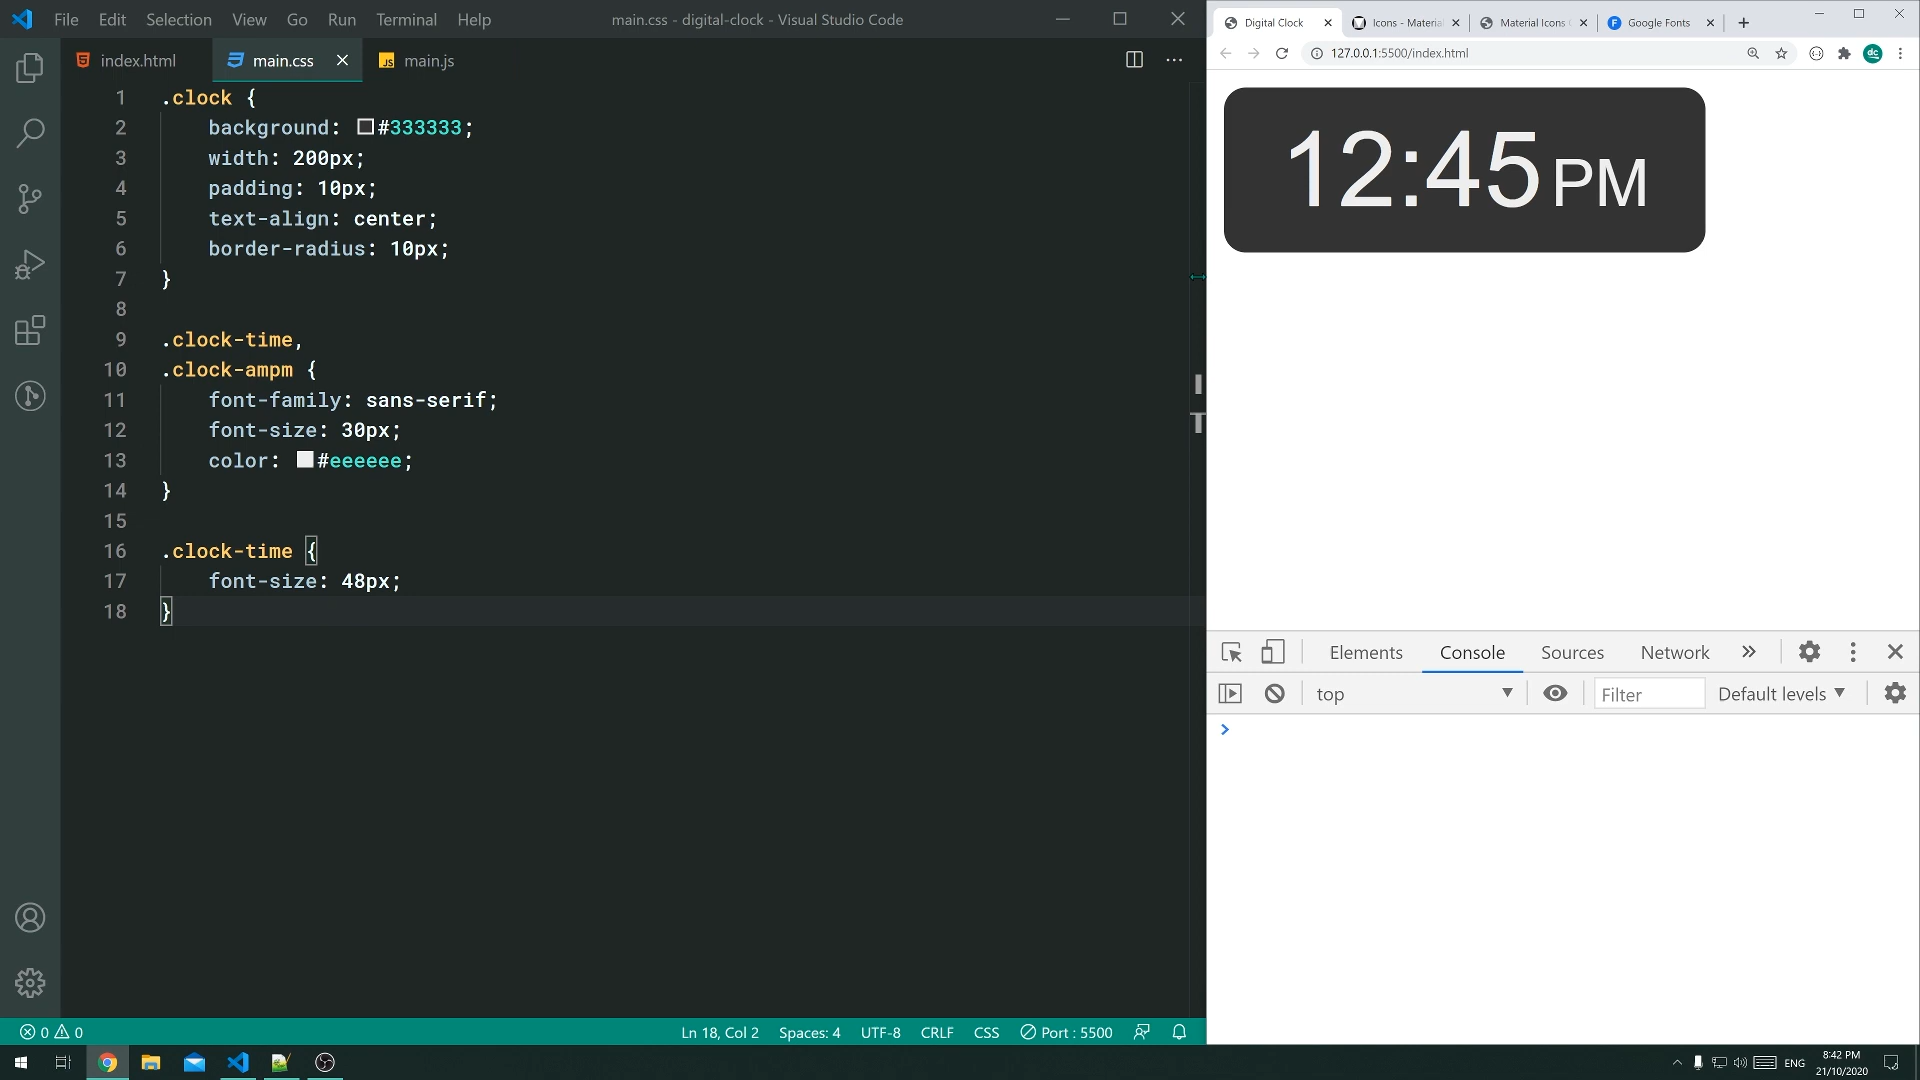 File Edit Selection View Go Run Terminal Help
main.css - digital-clock - Visual Studio Code
index.html
main.css
JS main.js
1 .clock {
2 background: #333333;
3 width: 200px;
4 padding: 10px;
5 text-align: center;
6 border-radius: 10px;
7 }
8
9 .clock-time,
10 .clock-ampm {
11 font-family: sans-serif;
12 font-size: 30px;
13 color: #eeeeee;
14 }
15
16 .clock-time {
17 font-size: 48px;
18 }
0 0
Ln 18, Col 2 Spaces: 4 UTF-8 CRLF CSS Port : 5500
Digital Clock
Icons - Material
Material Icons
F Google Fonts
127.0.0.1:5500/index.html
dc
12:45 PM
Elements Console Sources Network
top Filter Default levels
ENG
8:42 PM
21/10/2020